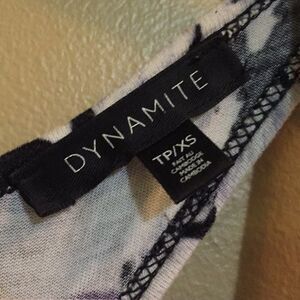 DYNAMITE
TP/XS
FAIT AU
CAMBODGE
MADE IN
CAMBODIA